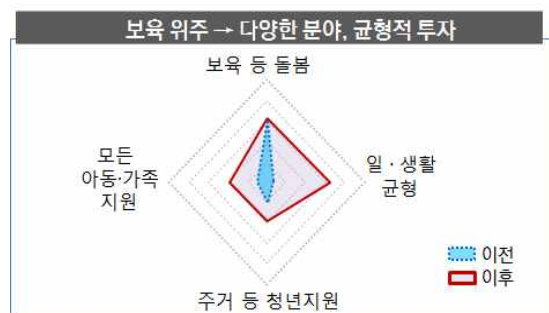 보육 위주 → 다양한 분야, 균형적 투자
보육 등 돌봄
모든
아동·가족
지원
일·생활
균형
주거 등 청년지원
이전
이후